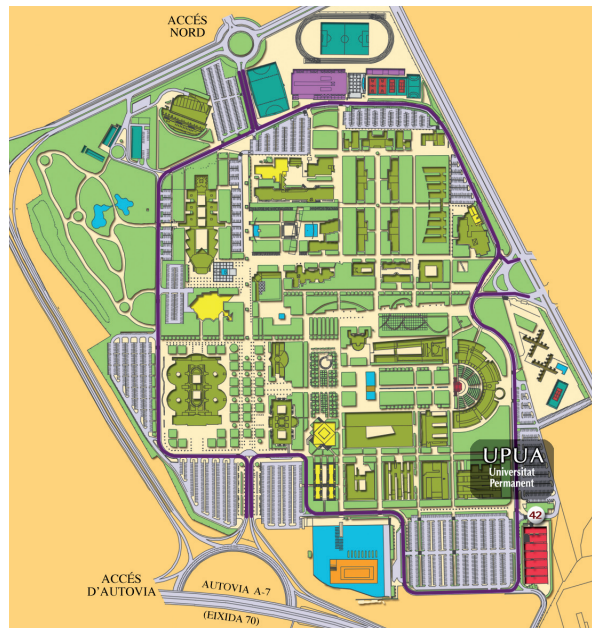 ACCÉS
NORD
UPUA
Universitat
Permanent
42
ACCÉS
D'AUTOVIA
AUTOVIA A-7
(EIXIDA 70)